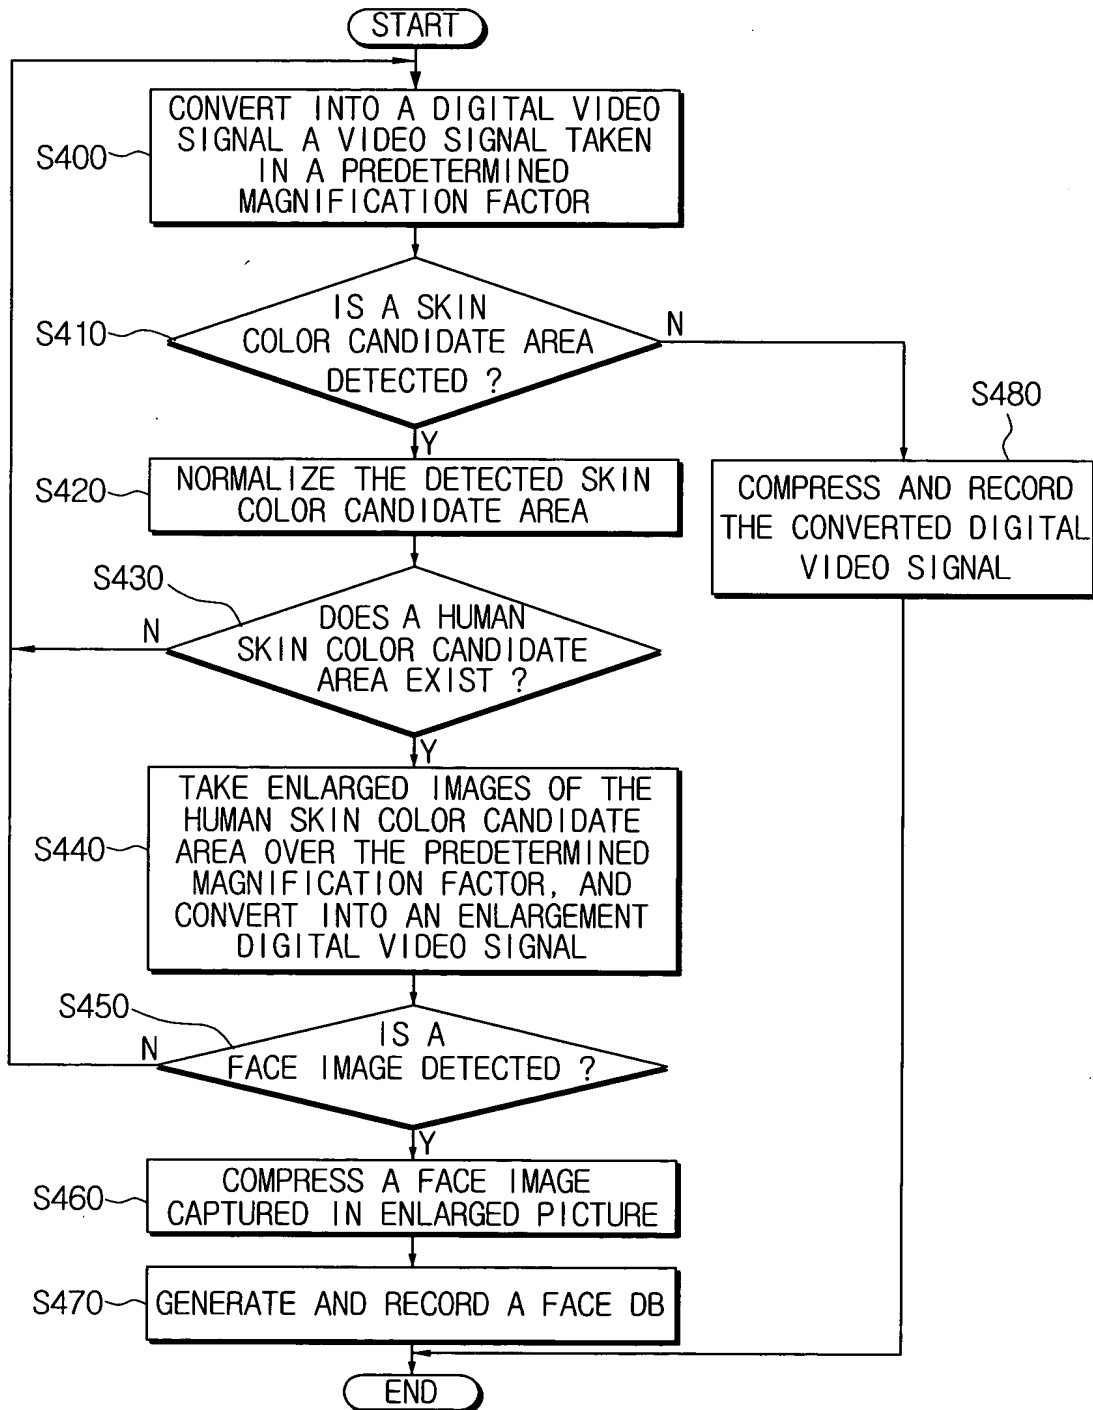 START
S400
CONVERT INTO A DIGITAL VIDEO
SIGNAL A VIDEO SIGNAL TAKEN
IN A PREDETERMINED
MAGNIFICATION FACTOR
S410
IS A SKIN
COLOR CANDIDATE AREA
DETECTED ?
N
Y
S480
COMPRESS AND RECORD
THE CONVERTED DIGITAL
VIDEO SIGNAL
S420
NORMALIZE THE DETECTED SKIN
COLOR CANDIDATE AREA
S430
DOES A HUMAN
SKIN COLOR CANDIDATE
AREA EXIST ?
N
Y
S440
TAKE ENLARGED IMAGES OF THE
HUMAN SKIN COLOR CANDIDATE
AREA OVER THE PREDETERMINED
MAGNIFICATION FACTOR, AND
CONVERT INTO AN ENLARGEMENT
DIGITAL VIDEO SIGNAL
S450
IS A
FACE IMAGE DETECTED ?
N
Y
S460
COMPRESS A FACE IMAGE
CAPTURED IN ENLARGED PICTURE
S470
GENERATE AND RECORD A FACE DB
END